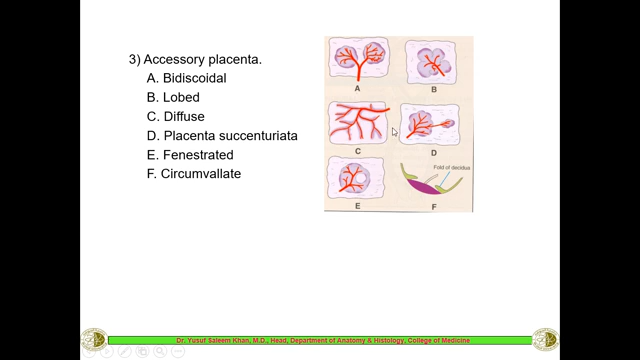 3) Accessory placenta.
A. Bidiscoidal
B. Lobed
C. Diffuse
D. Placenta succenturiata
E. Fenestrated
F. Circumvallate
A
B
C
D
Fold of decidua
E
F
Dr. Yusuf Saleem Khan, M.D., Head, Department of Anatomy & Histology, College of Medicine